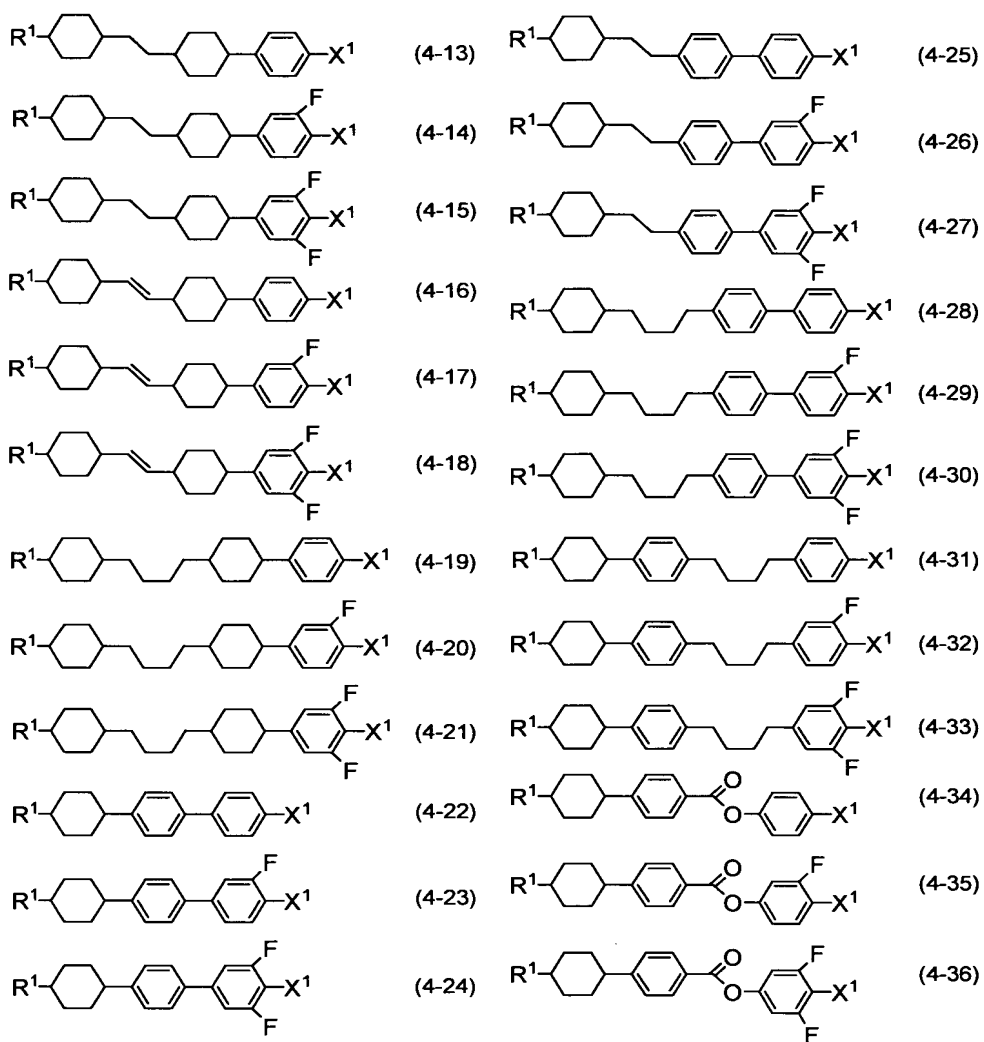 R¹ X¹ (4-13)
F
R¹ X¹ (4-14)
F
R¹ X¹ (4-15)
F
R¹ X¹ (4-16)
F
R¹ X¹ (4-17)
F
R¹ X¹ (4-18)
F
R¹ X¹ (4-19)
F
R¹ X¹ (4-20)
F
R¹ X¹ (4-21)
F
R¹ X¹ (4-22)
F
R¹ X¹ (4-23)
F
R¹ X¹ (4-24)
F
R¹ X¹ (4-25)
F
R¹ X¹ (4-26)
F
R¹ X¹ (4-27)
F
R¹ X¹ (4-28)
F
R¹ X¹ (4-29)
F
R¹ X¹ (4-30)
F
R¹ X¹ (4-31)
F
R¹ X¹ (4-32)
F
R¹ X¹ (4-33)
F
O
R¹ O X¹ (4-34)
O F
R¹ O X¹ (4-35)
O F
R¹ O X¹ (4-36)
F